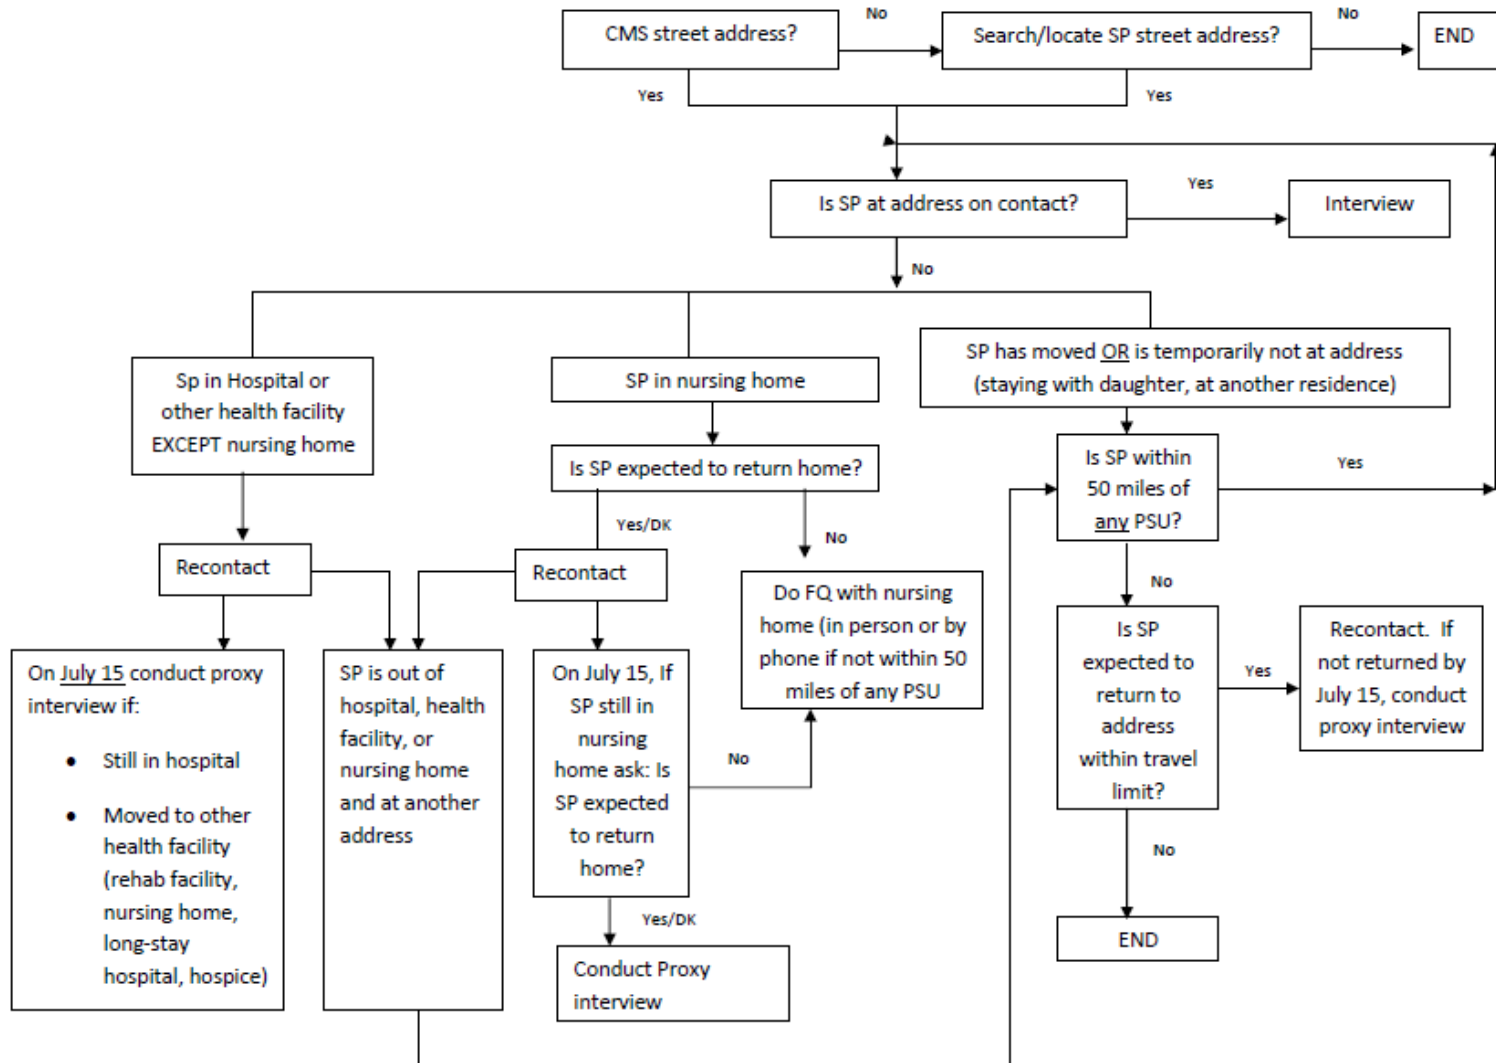 CMS street address?
No
Search/locate SP street address?
No
END
Yes
Yes
Is SP at address on contact?
Yes
Interview
No
Sp in Hospital or
other health facility
EXCEPT nursing home
SP in nursing home
SP has moved OR is temporarily not at address
(staying with daughter, at another residence)
Is SP expected to return home?
Is SP within
50 miles of
any PSU?
Yes
Yes/DK
No
Recontact
Recontact
Do FQ with nursing
home (in person or by
phone if not within 50
miles of any PSU
No
On July 15 conduct proxy
interview if:
• Still in hospital
• Moved to other
health facility
(rehab facility,
nursing home,
long-stay
hospital, hospice)
SP is out of
hospital, health
facility, or
nursing home
and at another
address
On July 15, If
SP still in
nursing
home ask: Is
SP expected
to return
home?
No
Yes/DK
Conduct Proxy
interview
Is SP
expected to
return to
address
within travel
limit?
Yes
Recontact. If
not returned by
July 15, conduct
proxy interview
No
END